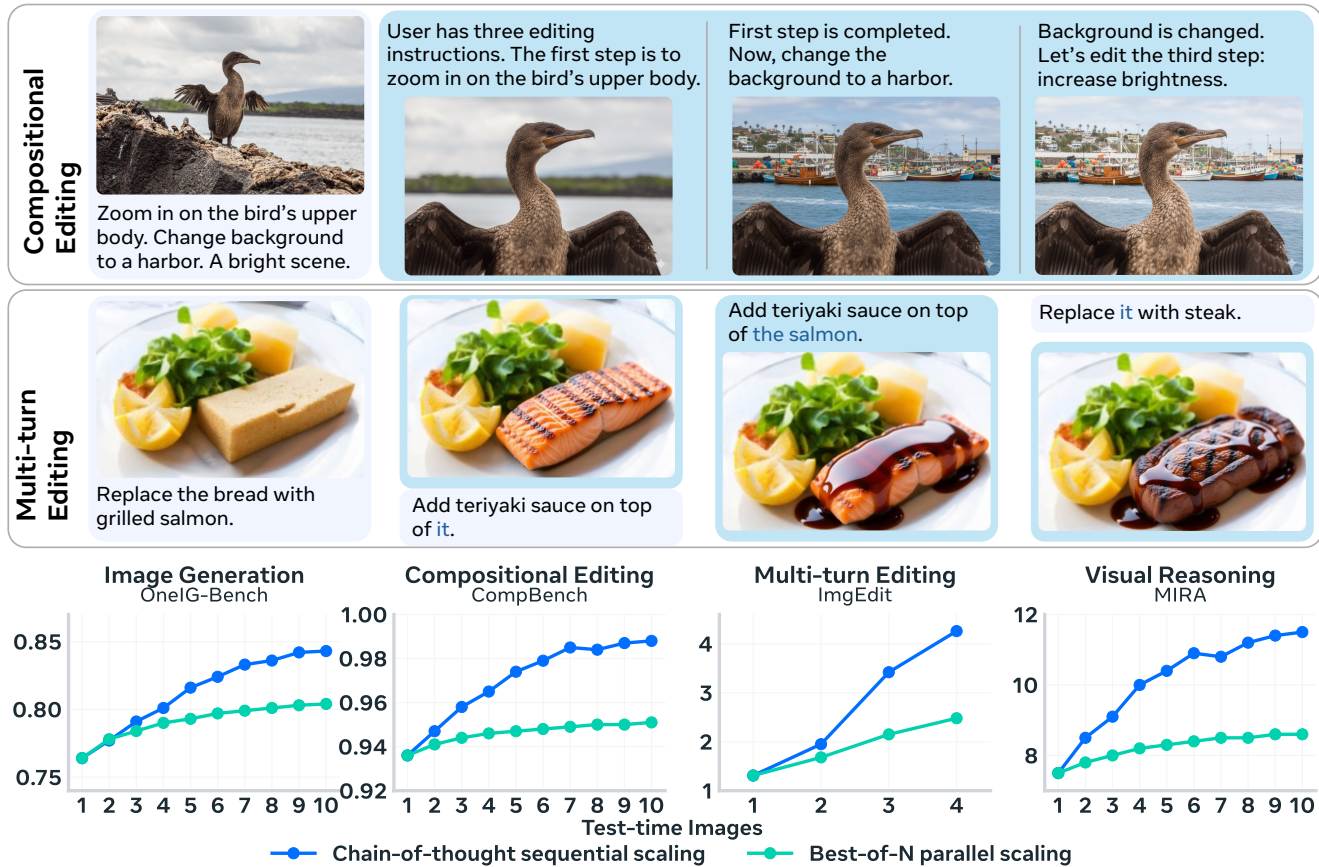 Compositional
Editing
Zoom in on the bird's upper
body. Change background
to a harbor. A bright scene.
User has three editing
instructions. The first step is to
zoom in on the bird's upper body.
First step is completed.
Now, change the
background to a harbor.
Background is changed.
Let's edit the third step:
increase brightness.
Multi-turn
Editing
Replace the bread with
grilled salmon.
Add teriyaki sauce on top
of it.
Add teriyaki sauce on top
of the salmon.
Replace it with steak.
Image Generation
OneIG-Bench
0.85
0.80
0.75
1 2 3 4 5 6 7 8 9 10
Compositional Editing
CompBench
1.00
0.98
0.96
0.94
0.92
1 2 3 4 5 6 7 8 9 10
Multi-turn Editing
ImgEdit
4
3
2
1
1 2 3 4
Visual Reasoning
MIRA
12
10
8
1 2 3 4 5 6 7 8 9 10
Test-time Images
Chain-of-thought sequential scaling
Best-of-N parallel scaling